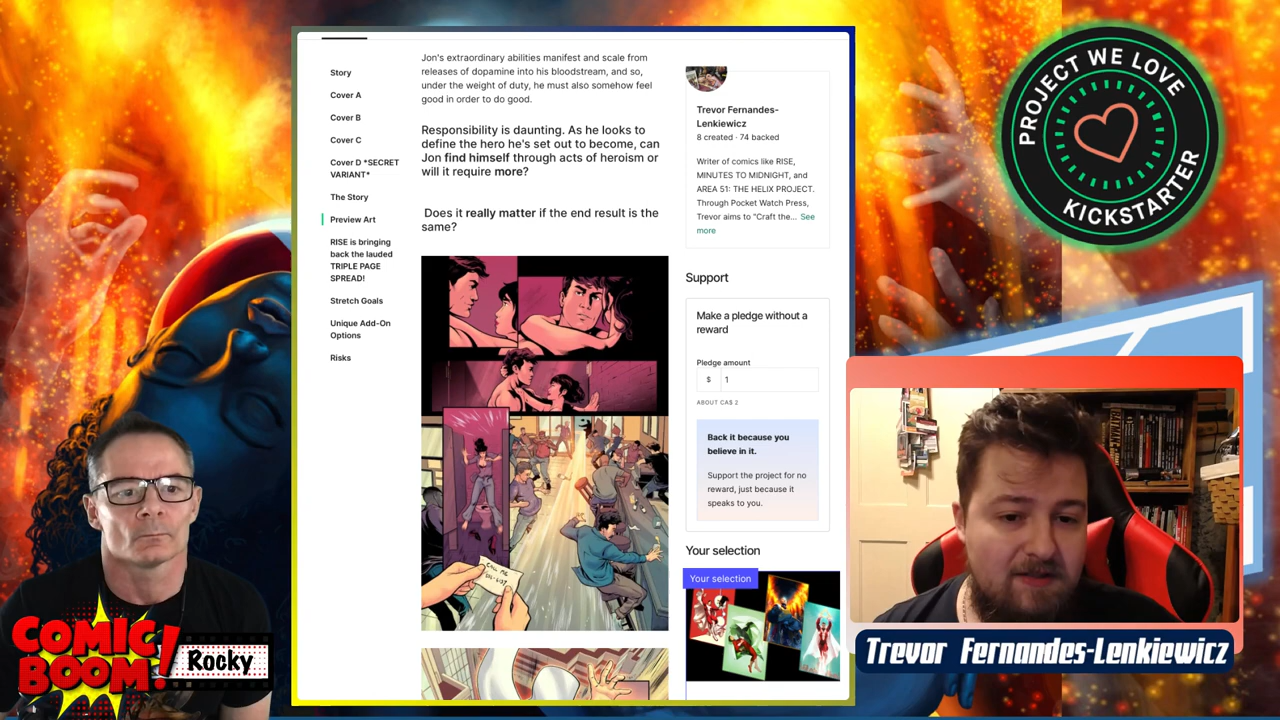 Story
Cover A
Cover B
Cover C
Cover D *SECRET
VARIANT*
The Story
Preview Art
RISE is bringing
back the lauded
TRIPLE PAGE
SPREAD!
Stretch Goals
Unique Add-On
Options
Risks
Jon's extraordinary abilities manifest and scale from
releases of dopamine into his bloodstream, and so,
under the weight of duty, he must also somehow feel
good in order to do good.
Responsibility is daunting. As he looks to
define the hero he's set out to become, can
Jon find himself through acts of heroism or
will it require more?
Does it really matter if the end result is the
same?
CALL ME
Trevor Fernandes-
Lenkiewicz
8 created · 74 backed
Writer of comics like RISE,
MINUTES TO MIDNIGHT, and
AREA 51: THE HELIX PROJECT.
Through Pocket Watch Press,
Trevor aims to "Craft the... See
more
Support
Make a pledge without a
reward
Pledge amount
$ 1
ABOUT CA$ 2
Back it because you
believe in it.
Support the project for no
reward, just because it
speaks to you.
Your selection
Your selection
PROJECT WE LOVE
KICKSTARTER
COMIC
BOOM!
Rocky
Trevor Fernandes-Lenkiewicz